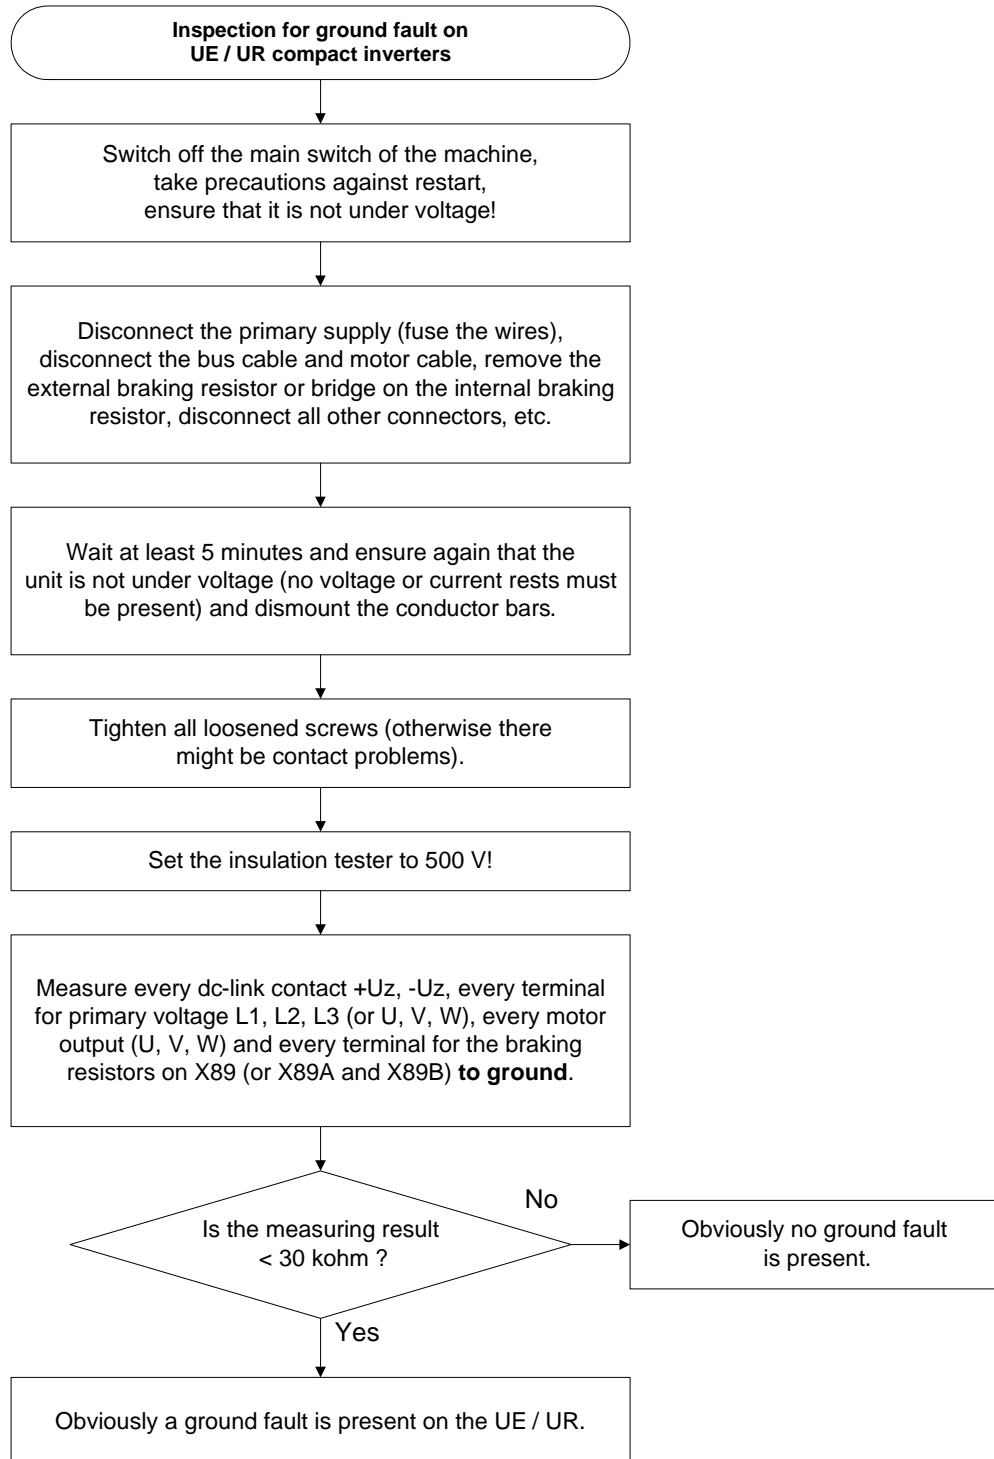 Inspection for ground fault on
UE / UR compact inverters
Switch off the main switch of the machine,
take precautions against restart,
ensure that it is not under voltage!
Disconnect the primary supply (fuse the wires),
disconnect the bus cable and motor cable, remove the
external braking resistor or bridge on the internal braking
resistor, disconnect all other connectors, etc.
Wait at least 5 minutes and ensure again that the
unit is not under voltage (no voltage or current rests must
be present) and dismount the conductor bars.
Tighten all loosened screws (otherwise there
might be contact problems).
Set the insulation tester to 500 V!
Measure every dc-link contact +Uz, -Uz, every terminal
for primary voltage L1, L2, L3 (or U, V, W), every motor
output (U, V, W) and every terminal for the braking
resistors on X89 (or X89A and X89B) to ground.
Is the measuring result
< 30 kohm ?
No
Obviously no ground fault
is present.
Yes
Obviously a ground fault is present on the UE / UR.